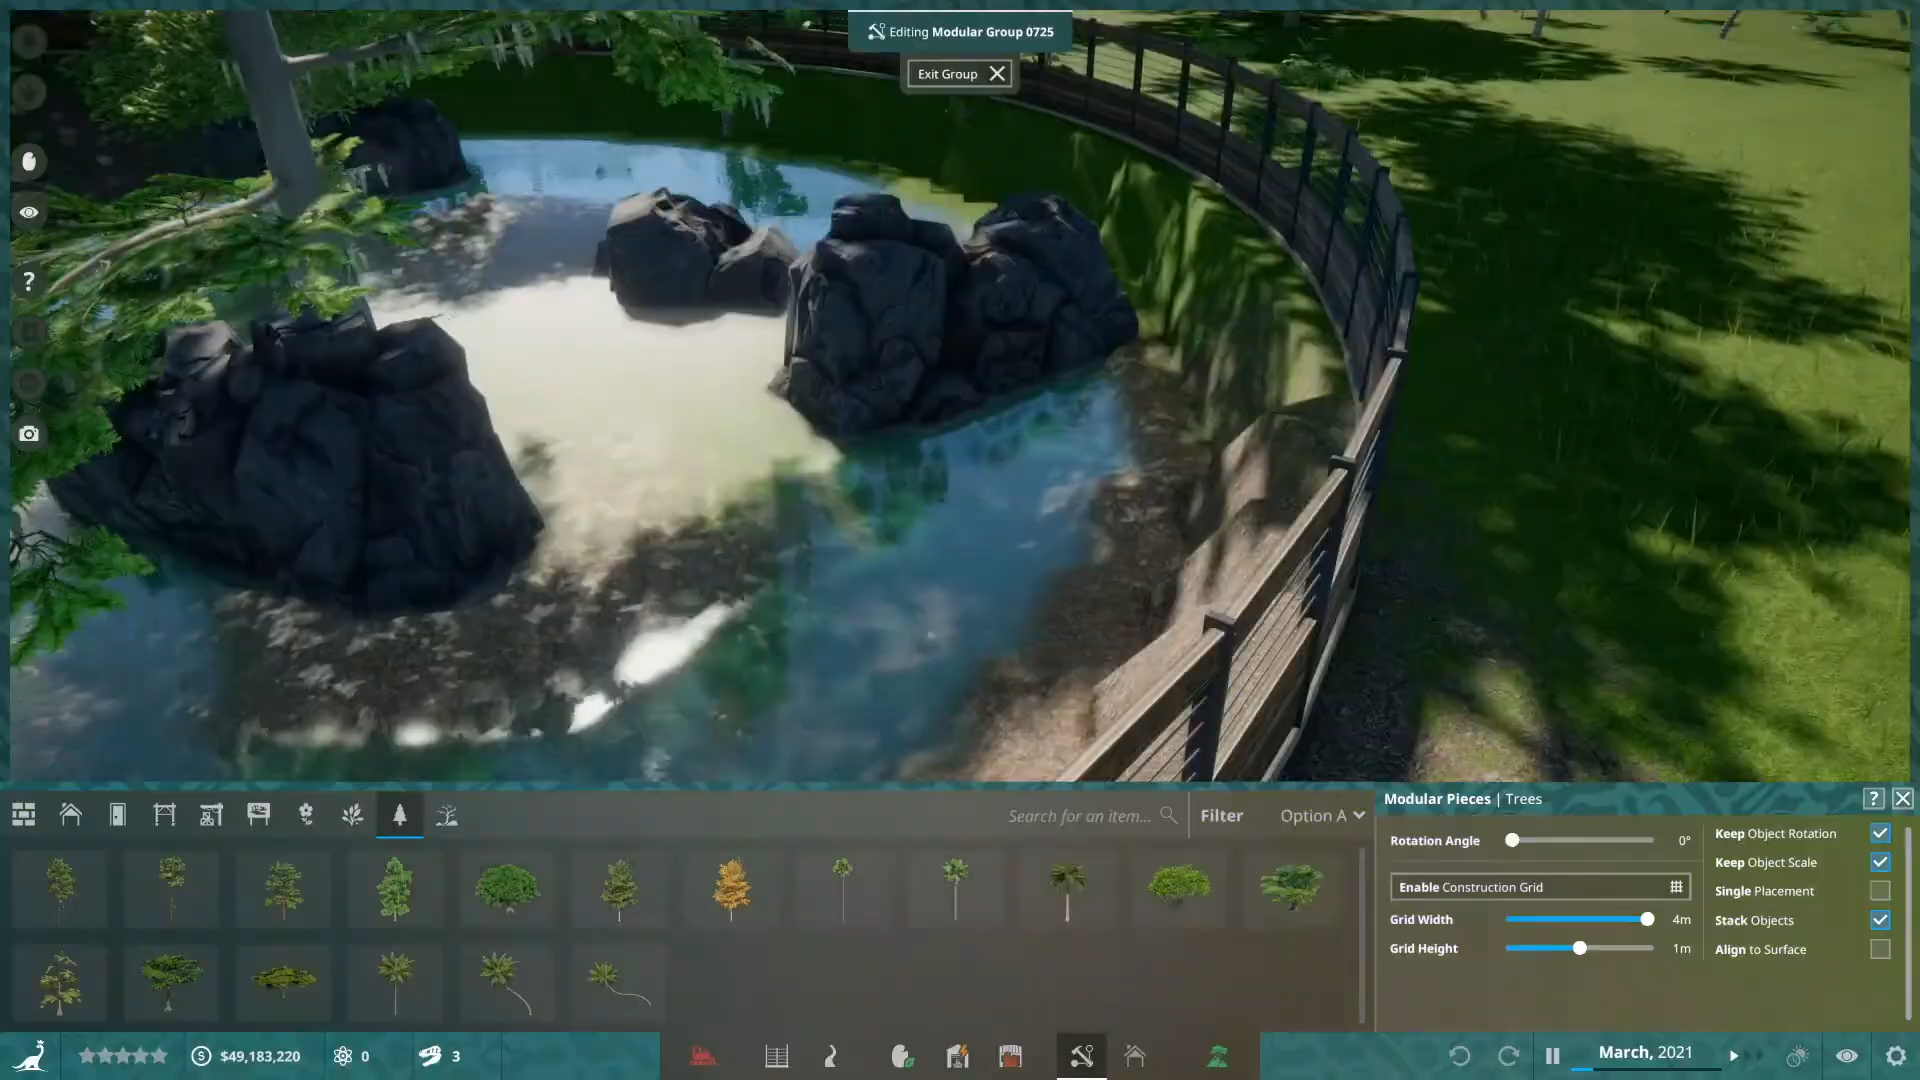 Editing Modular Group 0725
Exit Group
?
Search for an item...
Filter
Option A
Modular Pieces | Trees
?
Rotation Angle
0°
Enable Construction Grid
Grid Width
4m
Grid Height
1m
Keep Object Rotation
Keep Object Scale
Single Placement
Stack Objects
Align to Surface
$49,183,220
0
3
March, 2021